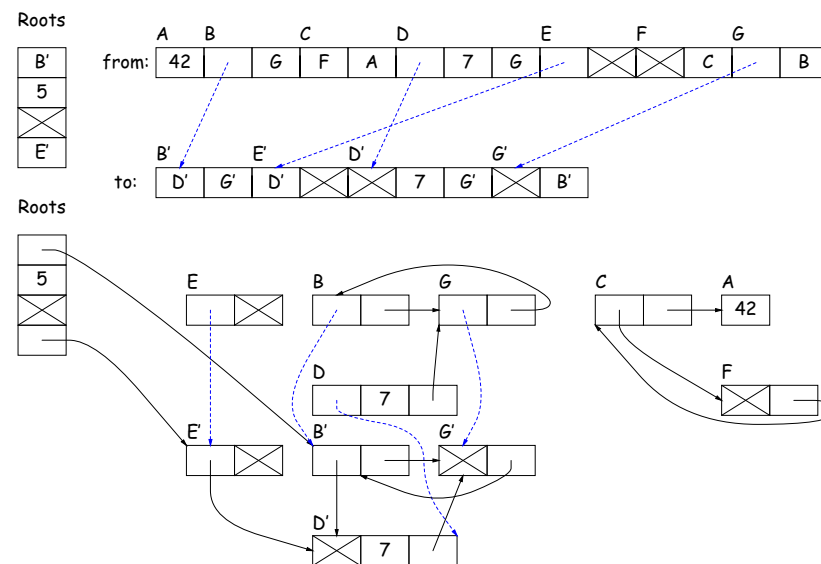 Roots
A B C D E F G
B' from: 42 G F A 7 G C B
5
E'
B' E' D' G'
to: D' G' D' 7 G' B'
Roots
5
E B G C A
42
D F
7
E' B' G'
D'
7